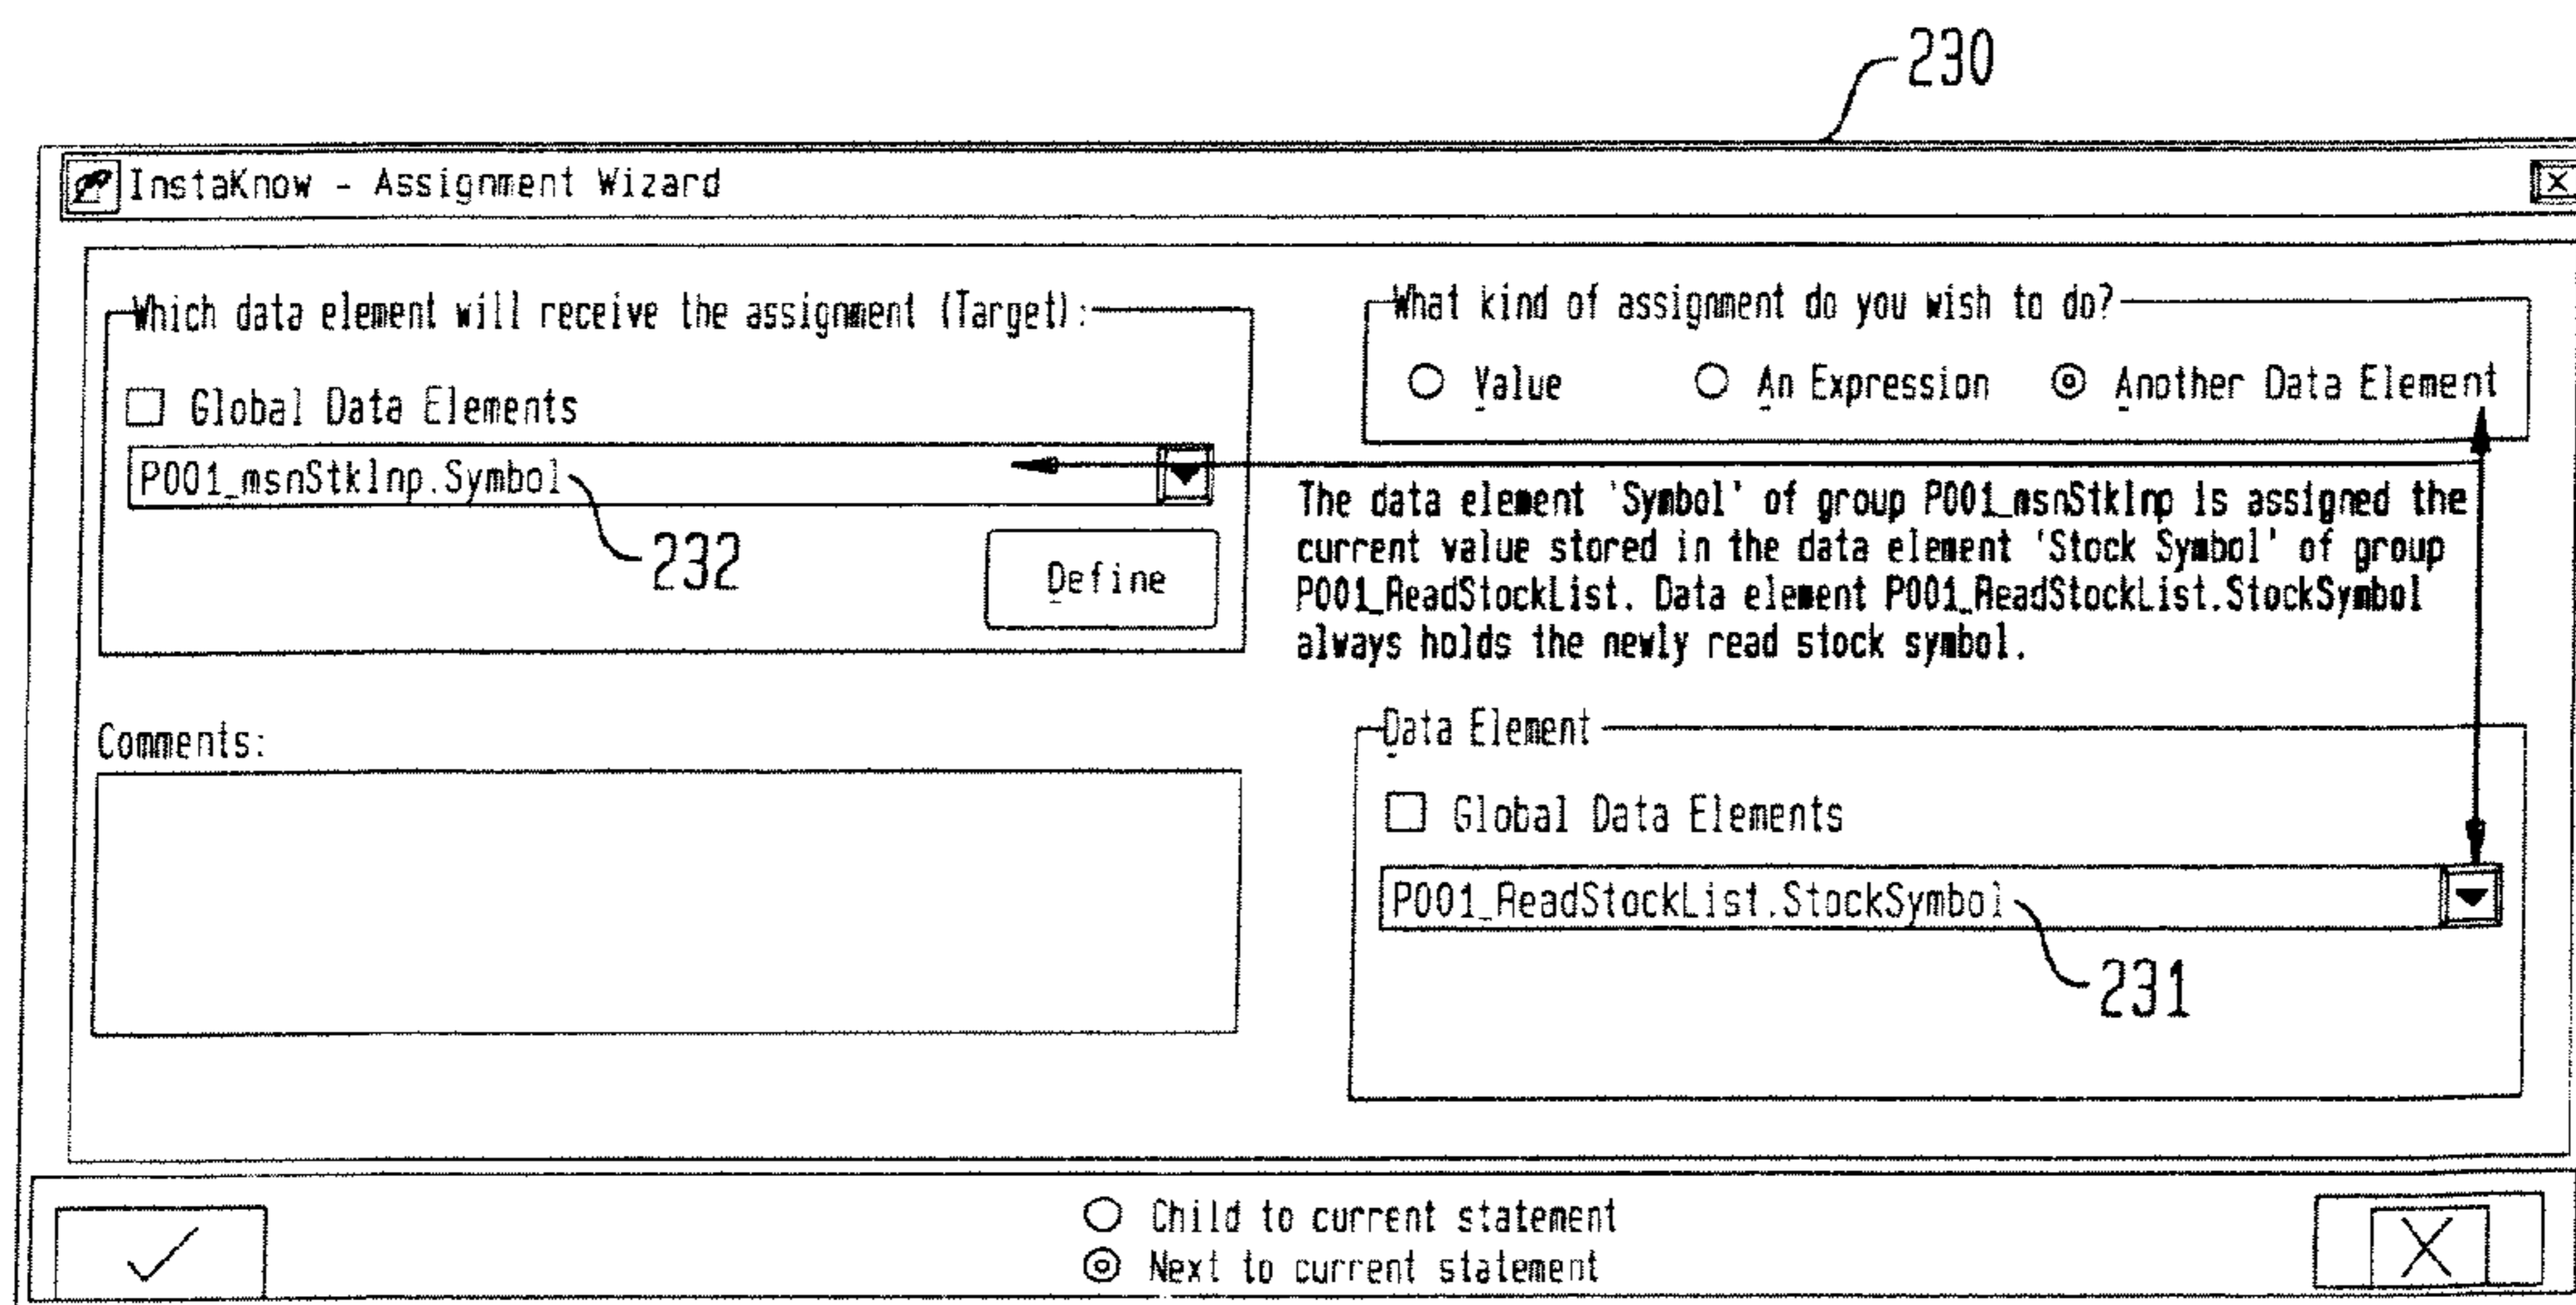 230
InstaKnow - Assignment Wizard
Which data element will receive the assignment (Target):
Global Data Elements
P001_msnStkInp.Symbol
232
Define
What kind of assignment do you wish to do?
Value An Expression Another Data Element
The data element 'Symbol' of group P001_msnStkInp is assigned the
current value stored in the data element 'Stock Symbol' of group
P001_ReadStockList. Data element P001_ReadStockList.StockSymbol
always holds the newly read stock symbol.
Comments:
Data Element
Global Data Elements
P001_ReadStockList.StockSymbol
231
Child to current statement
Next to current statement